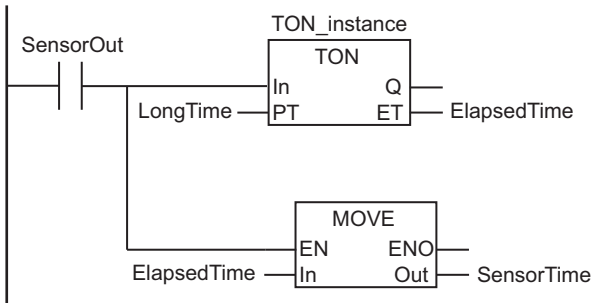 TON_instance
SensorOut
TON
In Q
LongTime PT ET ElapsedTime
MOVE
EN ENO
ElapsedTime In Out SensorTime